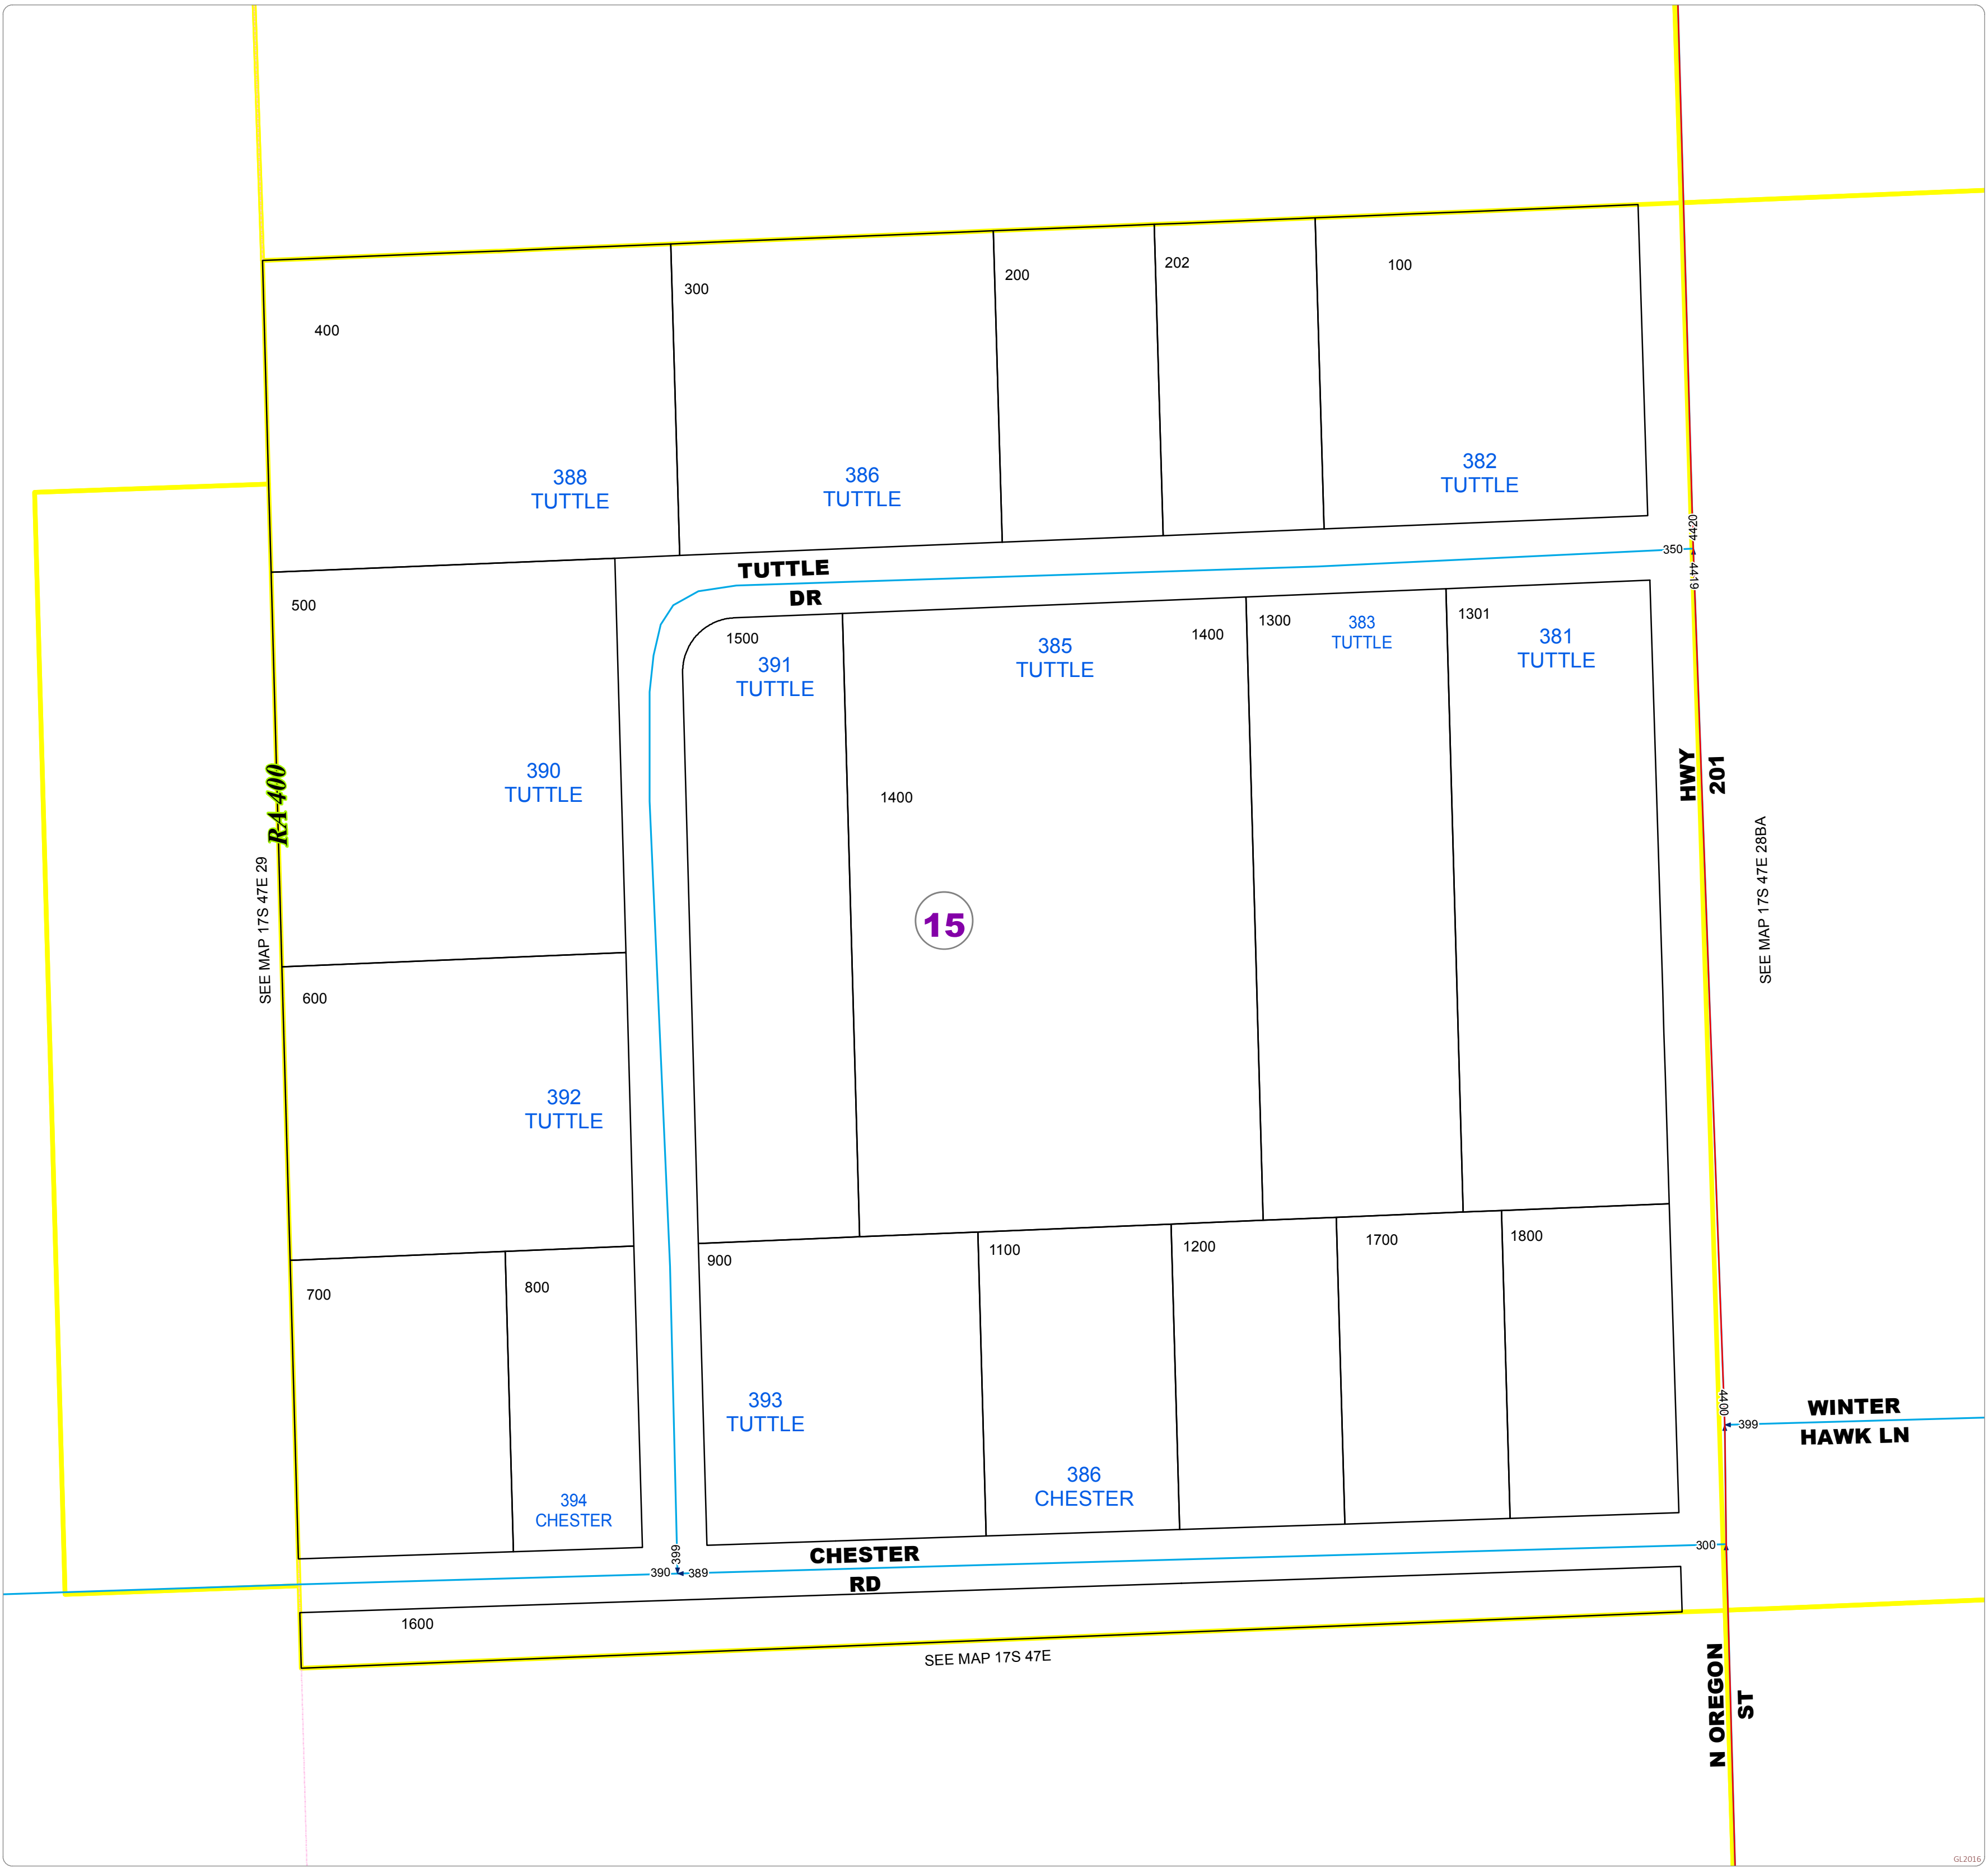 100
202
200
300
400
388
TUTTLE
386
TUTTLE
382
TUTTLE
4420
350
4419
TUTTLE
DR
500
390
TUTTLE
1500
391
TUTTLE
385
TUTTLE
1400
1300
383
TUTTLE
1301
381
TUTTLE
RA-400
SEE MAP 17S 47E 29
1400
15
HWY
201
SEE MAP 17S 47E 28BA
600
392
TUTTLE
700
800
394
CHESTER
900
393
TUTTLE
1100
386
CHESTER
1200
1700
1800
4400
399
WINTER
HAWK LN
399
390
389
CHESTER
RD
300
1600
SEE MAP 17S 47E
N OREGON
ST
GL2016